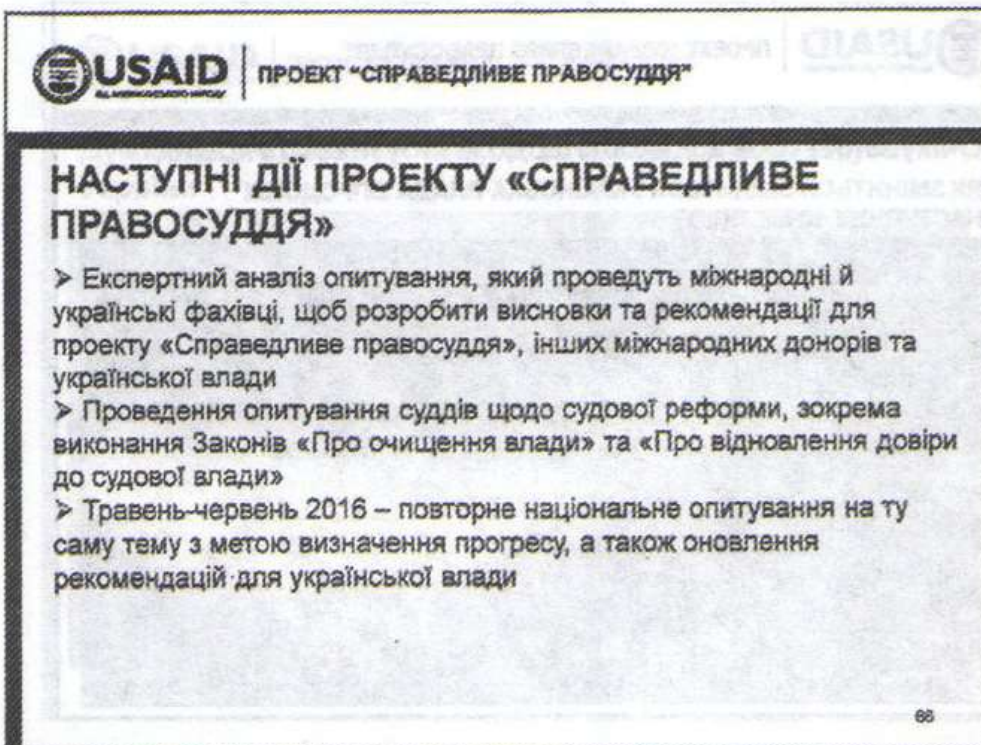 USAID
ПРОЕКТ "СПРАВЕДЛИВЕ ПРАВОСУДДЯ"
НАСТУПНІ ДІЇ ПРОЕКТУ «СПРАВЕДЛИВЕ
ПРАВОСУДДЯ»
➢ Експертний аналіз опитування, який проведуть міжнародні й
українські фахівці, щоб розробити висновки та рекомендації для
проекту «Справедливе правосуддя», інших міжнародних донорів та
української влади
➢ Проведення опитування суддів щодо судової реформи, зокрема
виконання Законів «Про очищення влади» та «Про відновлення довіри
до судової влади»
➢ Травень-червень 2016 – повторне національне опитування на ту
саму тему з метою визначення прогресу, а також оновлення
рекомендацій для української влади
66